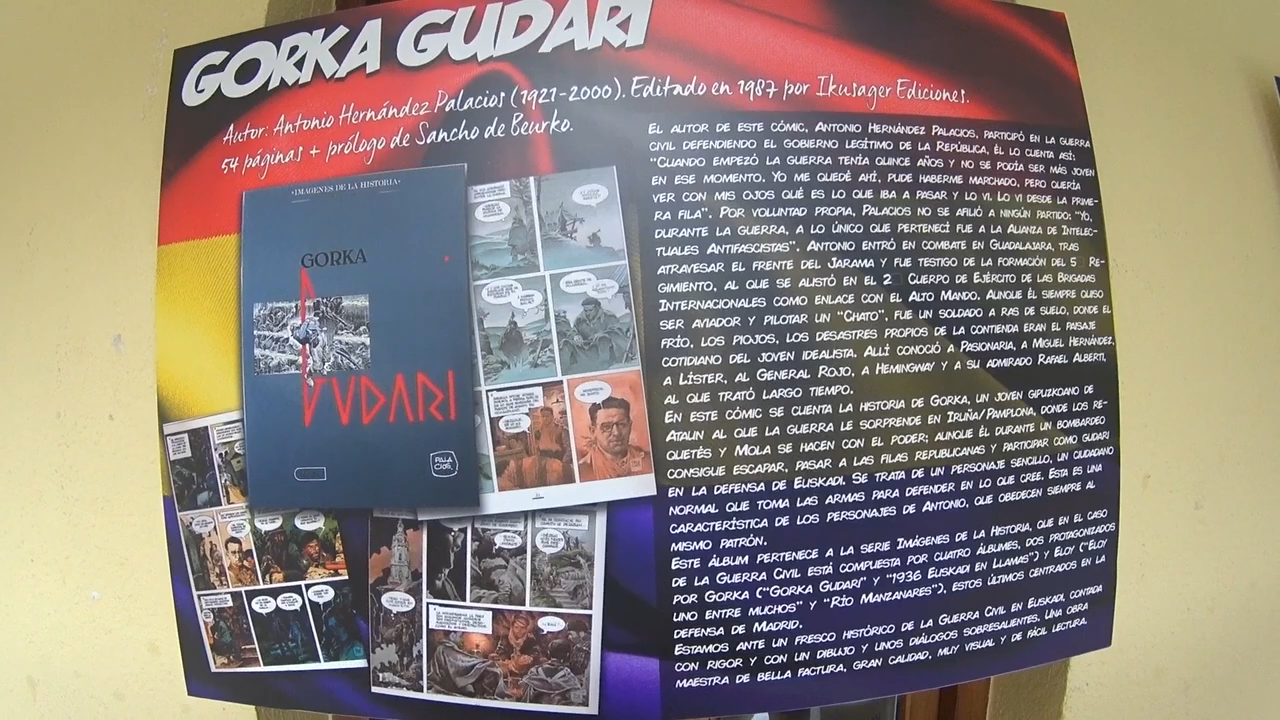 GORKA GUDARI
Autor: Antonio Hernández Palacios (1921-2000). Editado en 1987 por Ikusager Ediciones.
54 páginas + prólogo de Sancho de Beurko.
·IMÁGENES DE LA HISTORIA·
GORKA
GUDARI
PALACIOS
EL AUTOR DE ESTE CÓMIC, ANTONIO HERNÁNDEZ PALACIOS, PARTICIPÓ EN LA GUERRA
CIVIL DEFENDIENDO EL GOBIERNO LEGÍTIMO DE LA REPÚBLICA, ÉL LO CUENTA ASÍ:
"CUANDO EMPEZÓ LA GUERRA TENÍA QUINCE AÑOS Y NO SE PODÍA SER MÁS JOVEN
EN ESE MOMENTO. YO ME QUEDÉ AHÍ, PUDE HABERME MARCHADO, PERO QUERÍA
VER CON MIS OJOS QUÉ ES LO QUE IBA A PASAR Y LO VI. LO VI DESDE LA PRIME-
RA FILA". POR VOLUNTAD PROPIA, PALACIOS NO SE AFILIÓ A NINGÚN PARTIDO: "YO,
DURANTE LA GUERRA, A LO ÚNICO QUE PERTENECÍ FUE A LA ALIANZA DE INTELEC-
TUALES ANTIFASCISTAS". ANTONIO ENTRÓ EN COMBATE EN GUADALAJARA, TRAS
ATRAVESAR EL FRENTE DEL JARAMA Y FUE TESTIGO DE LA FORMACIÓN DEL 5 RE-
GIMIENTO, AL QUE SE ALISTÓ EN EL 2 CUERPO DE EJÉRCITO DE LAS BRIGADAS
INTERNACIONALES COMO ENLACE CON EL ALTO MANDO. AUNQUE ÉL SIEMPRE QUISO
SER AVIADOR Y PILOTAR UN "CHATO", FUE UN SOLDADO A RAS DE SUELO, DONDE EL
FRÍO, LOS PIOJOS, LOS DESASTRES PROPIOS DE LA CONTIENDA ERAN EL PAISAJE
COTIDIANO DEL JOVEN IDEALISTA. ALLÍ CONOCIÓ A PASIONARIA, A MIGUEL HERNÁNDEZ,
A LÍSTER, AL GENERAL ROJO, A HEMINGWAY Y A SU ADMIRADO RAFAEL ALBERTI,
AL QUE TRATÓ LARGO TIEMPO.
EN ESTE CÓMIC SE CUENTA LA HISTORIA DE GORKA, UN JOVEN GIPUZKOANO DE
ATAUN AL QUE LA GUERRA LE SORPRENDE EN IRUÑA/PAMPLONA, DONDE LOS RE-
QUETÉS Y MOLA SE HACEN CON EL PODER; AUNQUE ÉL DURANTE UN BOMBARDEO
CONSIGUE ESCAPAR, PASAR A LAS FILAS REPUBLICANAS Y PARTICIPAR COMO GUDARI
EN LA DEFENSA DE EUSKADI. SE TRATA DE UN PERSONAJE SENCILLO, UN CIUDADANO
NORMAL QUE TOMA LAS ARMAS PARA DEFENDER EN LO QUE CREE. ESTA ES UNA
CARACTERÍSTICA DE LOS PERSONAJES DE ANTONIO, QUE OBEDECEN SIEMPRE AL
MISMO PATRÓN.
ESTE ÁLBUM PERTENECE A LA SERIE IMÁGENES DE LA HISTORIA, QUE EN EL CASO
DE LA GUERRA CIVIL ESTÁ COMPUESTA POR CUATRO ÁLBUMES, DOS PROTAGONIZADOS
POR GORKA ("GORKA GUDARI" Y "1936 EUSKADI EN LLAMAS") Y ELOY ("ELOY
UNO ENTRE MUCHOS" Y "RÍO MANZANARES"), ESTOS ÚLTIMOS CENTRADOS EN LA
DEFENSA DE MADRID.
ESTAMOS ANTE UN FRESCO HISTÓRICO DE LA GUERRA CIVIL EN EUSKADI, CONTADA
CON RIGOR Y CON UN DIBUJO Y UNOS DIÁLOGOS SOBRESALIENTES. UNA OBRA
MAESTRA DE BELLA FACTURA, GRAN CALIDAD, MUY VISUAL Y DE FÁCIL LECTURA.